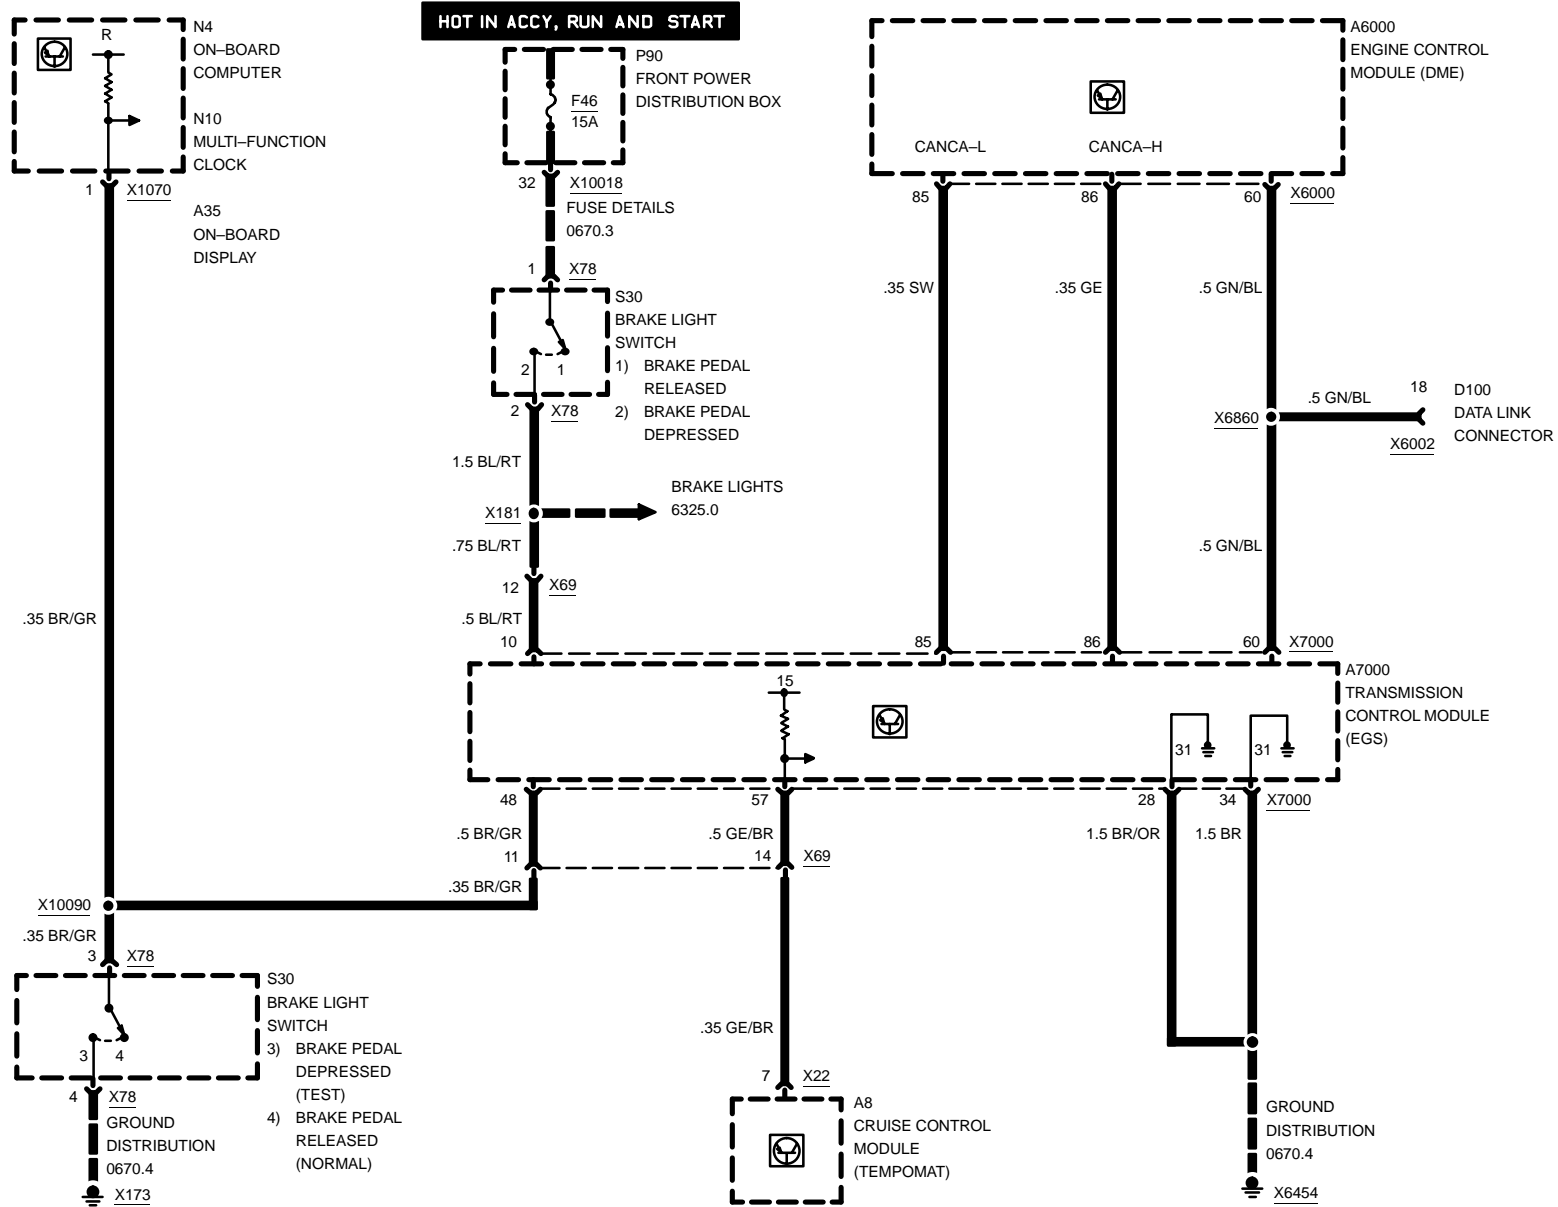 HOT IN ACCY, RUN AND START
N4
ON–BOARD
COMPUTER
R
N10
MULTI–FUNCTION
CLOCK
1
X1070
A35
ON–BOARD
DISPLAY
P90
FRONT POWER
DISTRIBUTION BOX
F46
15A
32
X10018
FUSE DETAILS
0670.3
1
X78
S30
BRAKE LIGHT
SWITCH
1) BRAKE PEDAL
RELEASED
2) BRAKE PEDAL
DEPRESSED
2 1
2
X78
1.5 BL/RT
X181
BRAKE LIGHTS
6325.0
.75 BL/RT
12
X69
.5 BL/RT
10
A6000
ENGINE CONTROL
MODULE (DME)
CANCA–L
CANCA–H
85
86
60
X6000
.35 SW
.35 GE
.5 GN/BL
X6860
.5 GN/BL
18
X6002
D100
DATA LINK
CONNECTOR
.5 GN/BL
85
86
60
X7000
A7000
TRANSMISSION
CONTROL MODULE
(EGS)
15
31
31
48
57
28
34
X7000
.5 BR/GR
.5 GE/BR
1.5 BR/OR
1.5 BR
11
14
X69
.35 BR/GR
.35 BR/GR
X10090
.35 BR/GR
3
X78
S30
BRAKE LIGHT
SWITCH
3) BRAKE PEDAL
DEPRESSED
(TEST)
4) BRAKE PEDAL
RELEASED
(NORMAL)
3 4
4
X78
GROUND
DISTRIBUTION
0670.4
X173
.35 GE/BR
7
X22
A8
CRUISE CONTROL
MODULE
(TEMPOMAT)
GROUND
DISTRIBUTION
0670.4
X6454